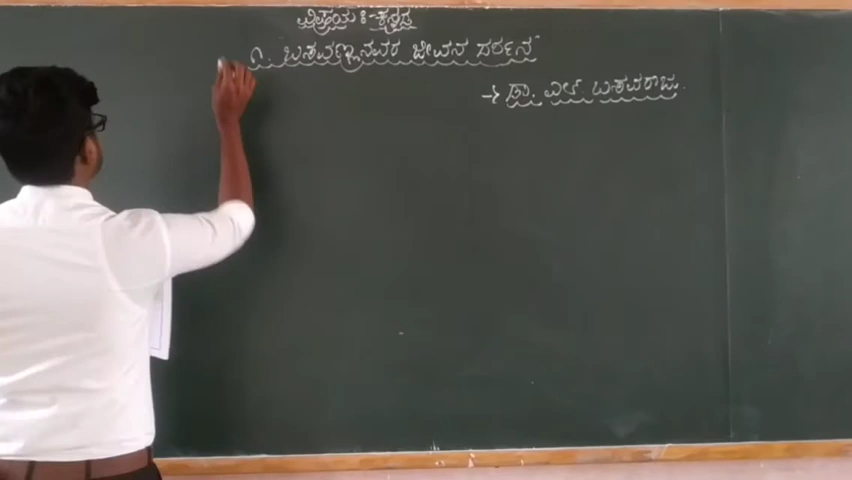 ವಿಷಯ :-ಕನ್ನಡ
೧. ಬಸವಣ್ಣನವರ ಜೀವನ ದರ್ಶನ
→ ಡಾ. ಎಲ್. ಬಸವರಾಜು.